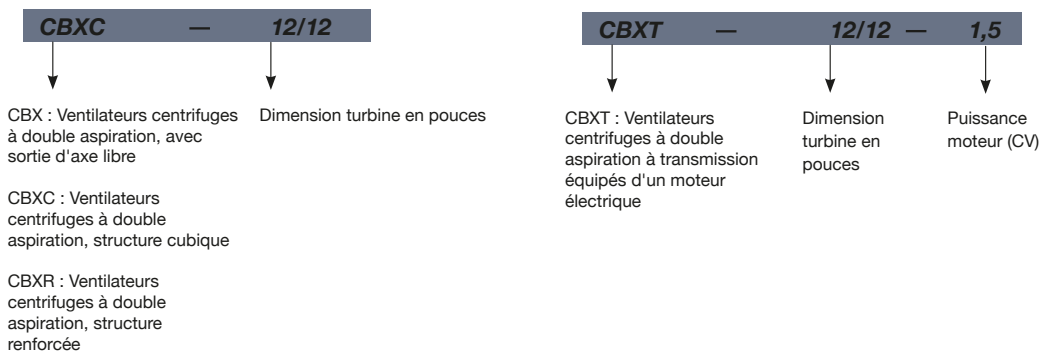 CBXC — 12/12
CBX : Ventilateurs centrifuges
à double aspiration, avec
sortie d'axe libre
CBXC : Ventilateurs
centrifuges à double
aspiration, structure cubique
CBXR : Ventilateurs
centrifuges à double
aspiration, structure
renforcée
Dimension turbine en pouces
CBXT — 12/12 — 1,5
CBXT : Ventilateurs
centrifuges à double
aspiration à transmission
équipés d'un moteur
électrique
Dimension
turbine en
pouces
Puissance
moteur (CV)